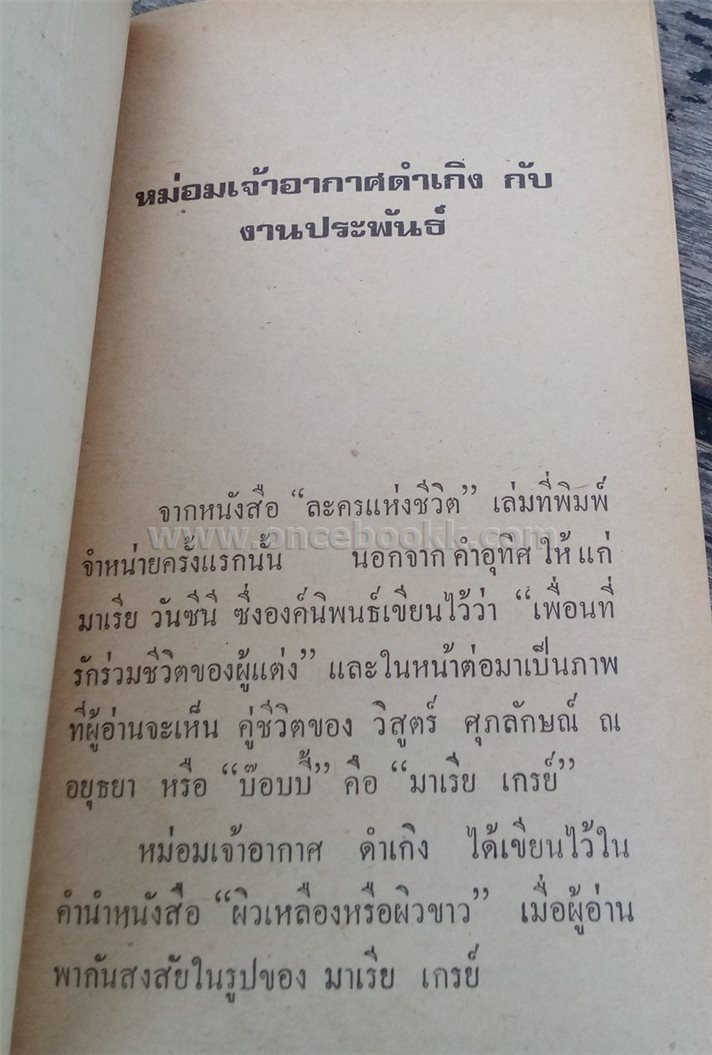 หม่อมเจ้าอากาศดำเกิง กับ
งานประพันธ์
จากหนังสือ “ละครแห่งชีวิต” เล่มที่พิมพ์
www.oncebookk.com
จำหน่ายครั้งแรกนั้น นอกจาก คำอุทิศ ให้ แก่
มาเรีย วันซีนี ซึ่งองค์นิพนธ์เขียนไว้ว่า “เพื่อนที่
รักร่วมชีวิตของผู้แต่ง” และในหน้าต่อมาเป็นภาพ
ที่ผู้อ่านจะเห็น คู่ชีวิตของ วิสูตร์ ศุภลักษณ์ ณ
อยุธยา หรือ “บ๊อบบี้” คือ “มาเรีย เกรย์”
หม่อมเจ้าอากาศ ดำเกิง ได้เขียนไว้ใน
คำนำหนังสือ “ผิวเหลืองหรือผิวขาว” เมื่อผู้อ่าน
พากันสงสัยในรูปของ มาเรีย เกรย์